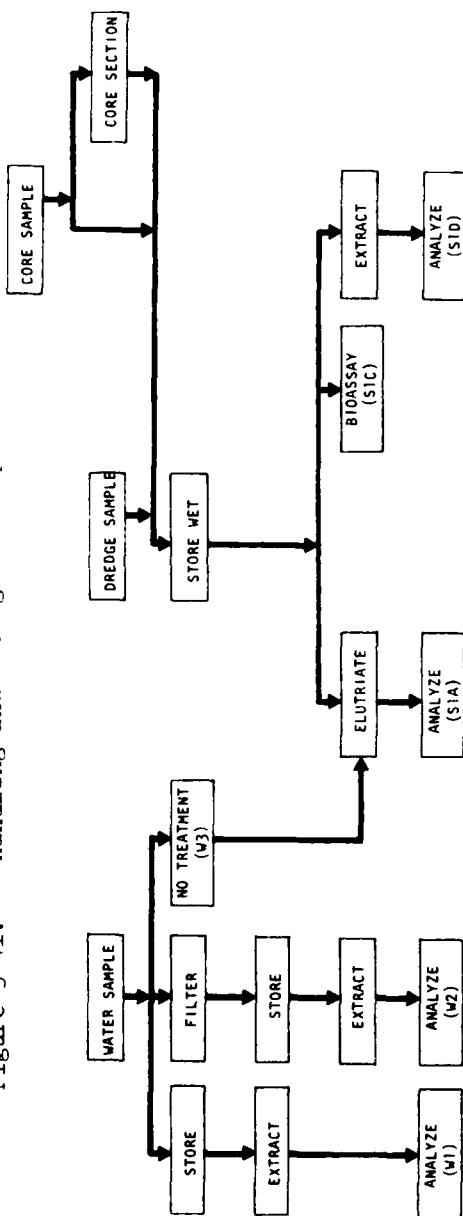 CORE SAMPLE
CORE SECTION
DREDGE SAMPLE
STORE WET
WATER SAMPLE
STORE
FILTER
NO TREATMENT
(W3)
EXTRACT
STORE
EXTRACT
ELUTRIATE
BIOASSAY
(S1C)
EXTRACT
ANALYZE
(W1)
ANALYZE
(W2)
ANALYZE
(S1A)
ANALYZE
(S1D)